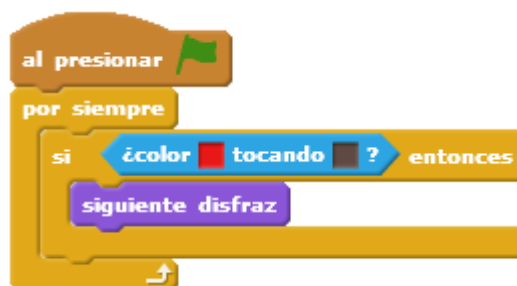 al presionar
por siempre
si ¿color tocando ? entonces
siguiente disfraz